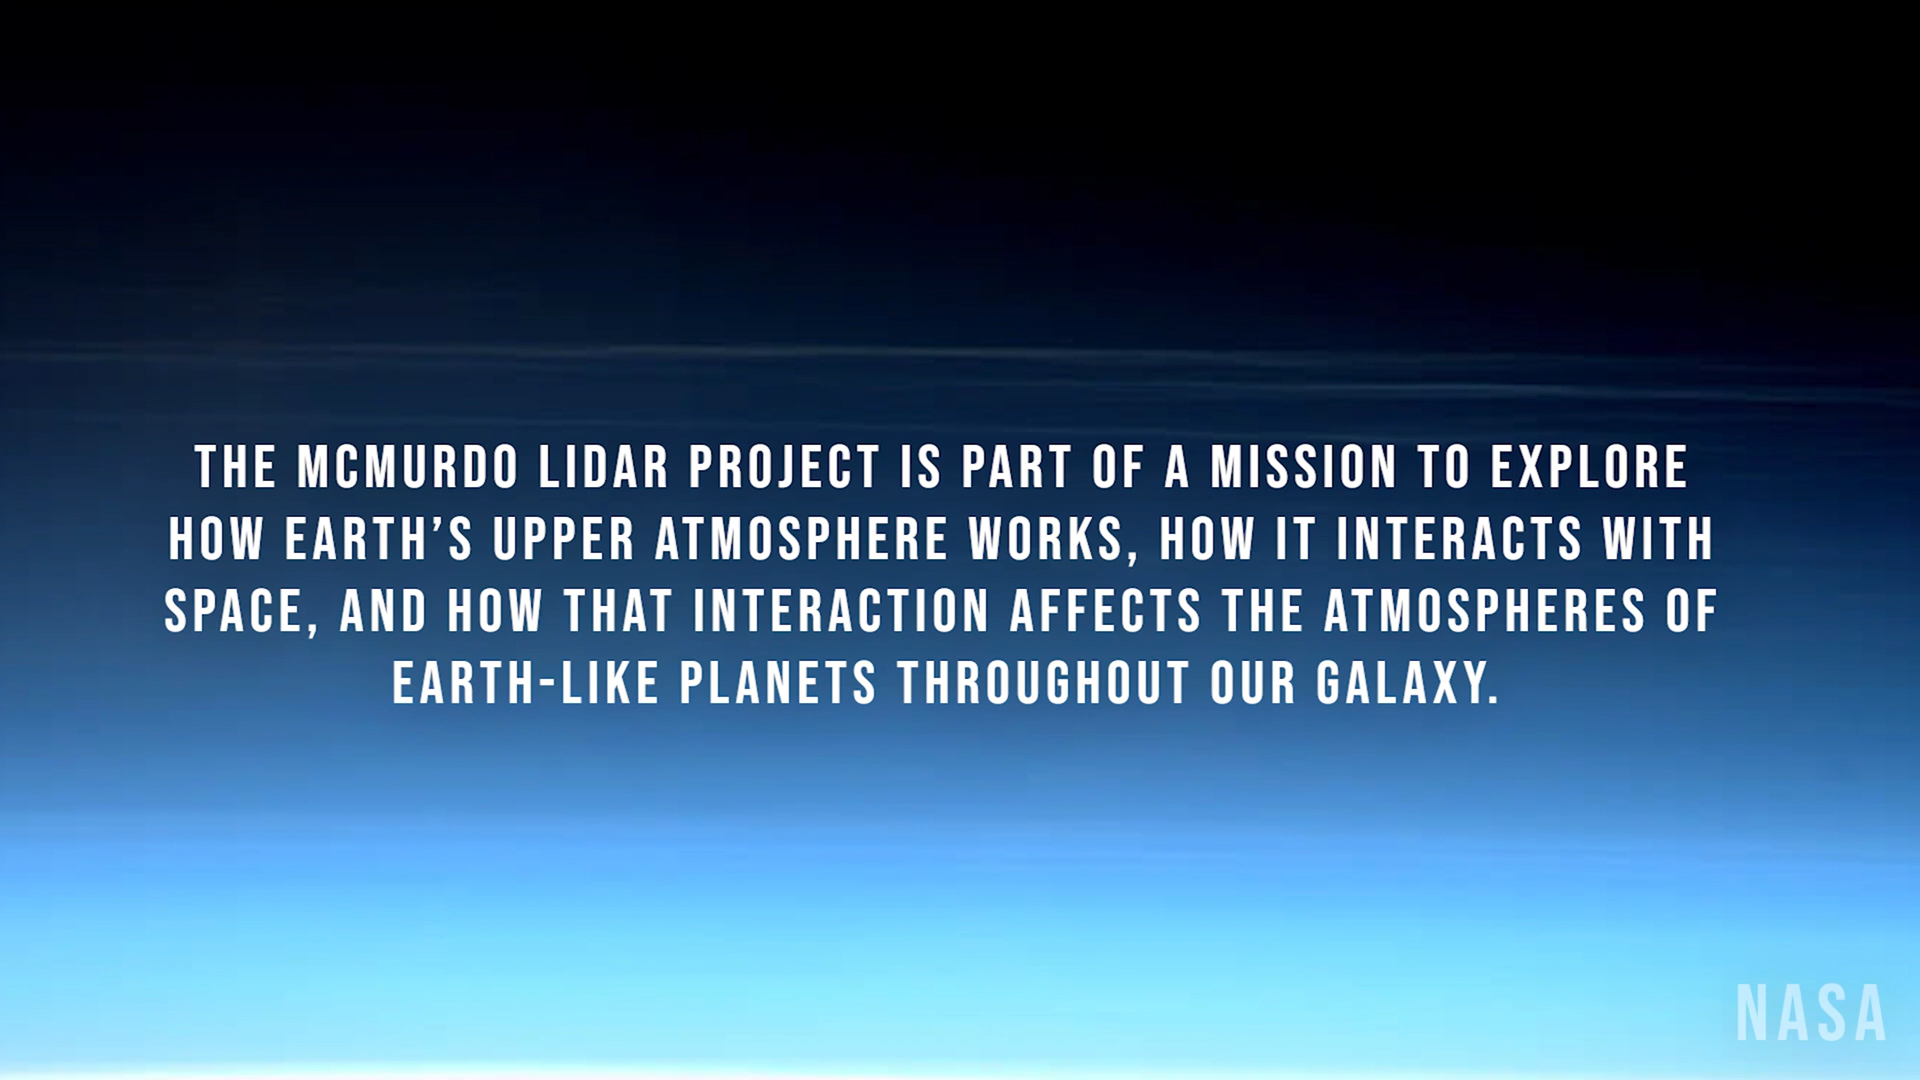 THE MCMURDO LIDAR PROJECT IS PART OF A MISSION TO EXPLORE
HOW EARTH’S UPPER ATMOSPHERE WORKS, HOW IT INTERACTS WITH
SPACE, AND HOW THAT INTERACTION AFFECTS THE ATMOSPHERES OF
EARTH-LIKE PLANETS THROUGHOUT OUR GALAXY.
NASA